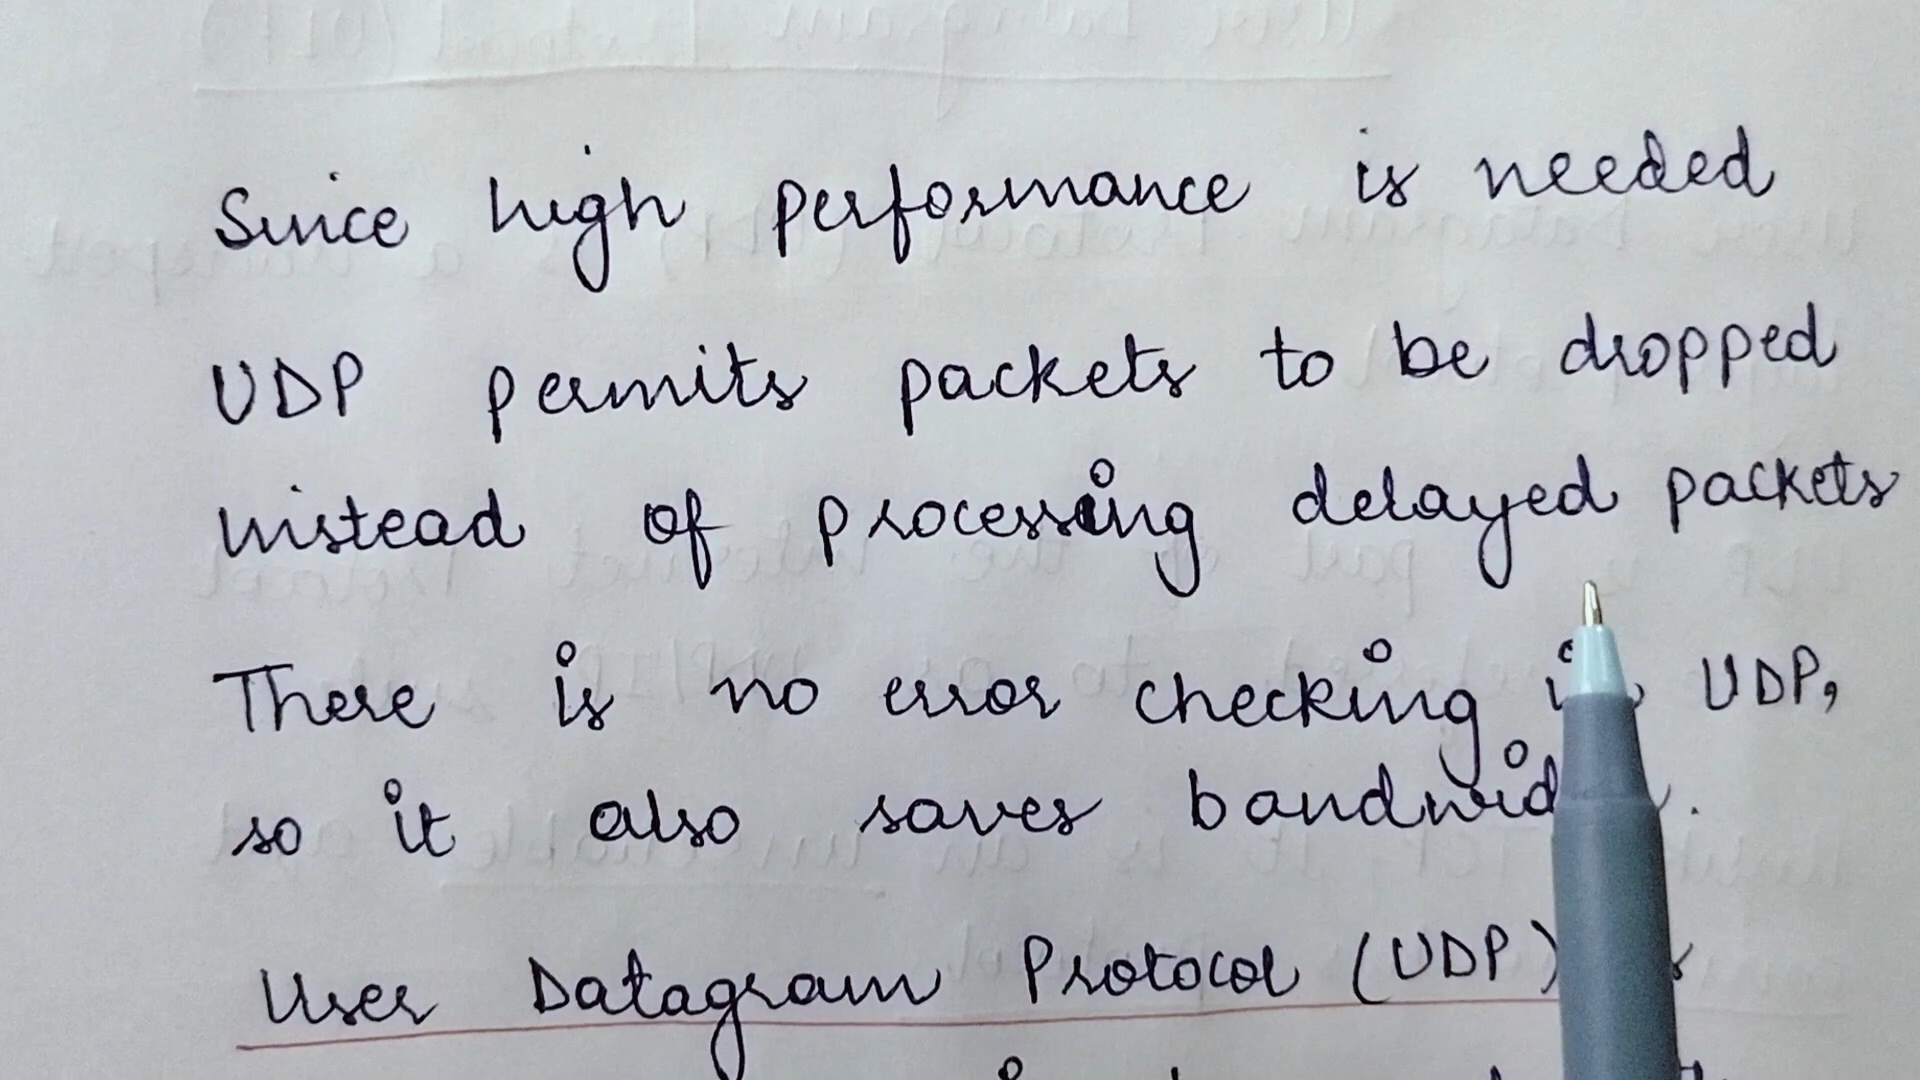 Since high performance is needed
UDP permits packets to be dropped
instead of processing delayed packets
There is no error checking UDP,
so it also saves
User Datagram Protocol (UDP)